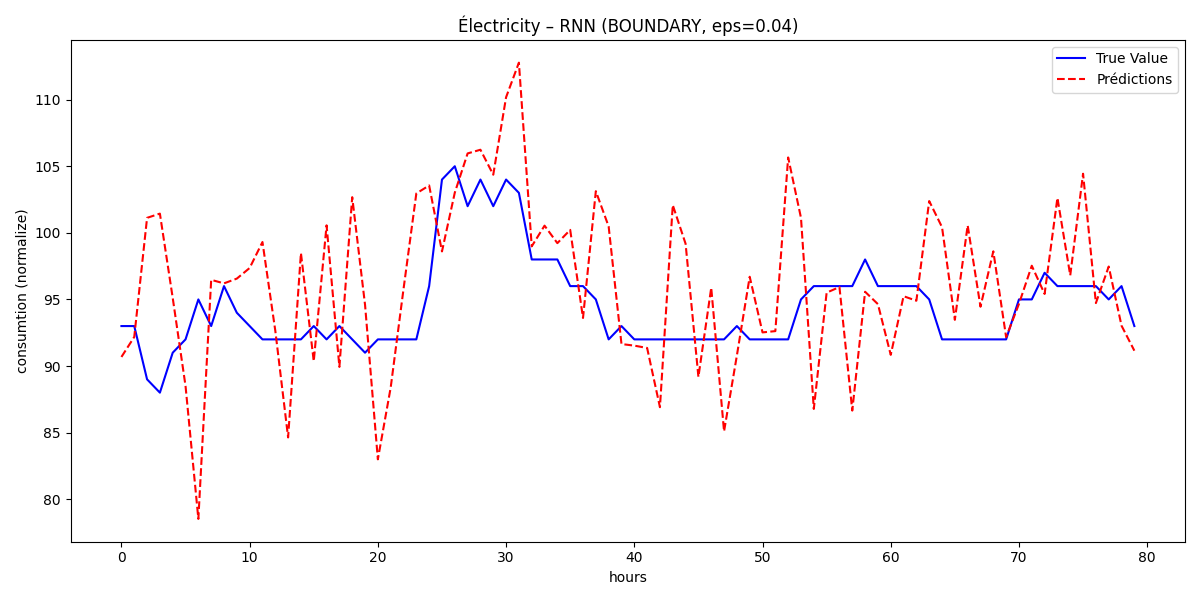 Électricity – RNN (BOUNDARY, eps=0.04)
True Value
Prédictions
consumtion (normalize)
110
105
100
95
90
85
80
0 10 20 30 40 50 60 70 80
hours